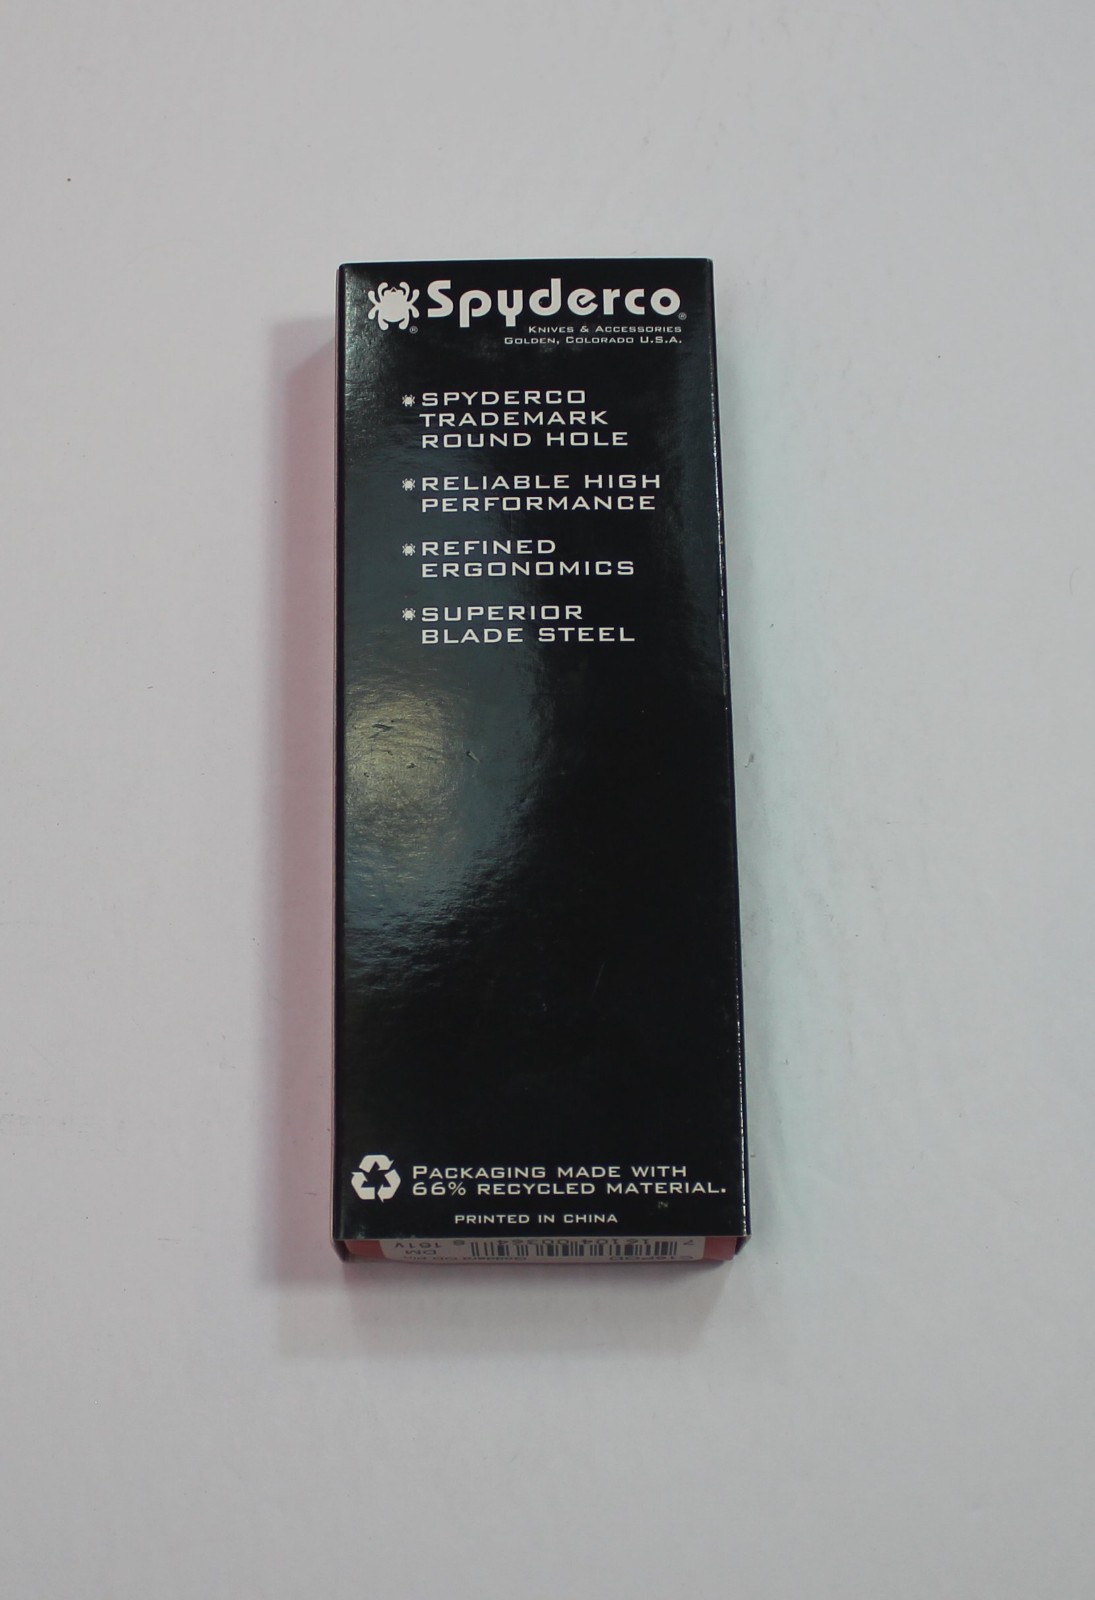 Spyderco®
®
KNIVES & ACCESSORIES
GOLDEN, COLORADO U.S.A.
SPYDERCO
TRADEMARK
ROUND HOLE
RELIABLE HIGH
PERFORMANCE
REFINED
ERGONOMICS
SUPERIOR
BLADE STEEL
PACKAGING MADE WITH
66% RECYCLED MATERIAL.
PRINTED IN CHINA
DM